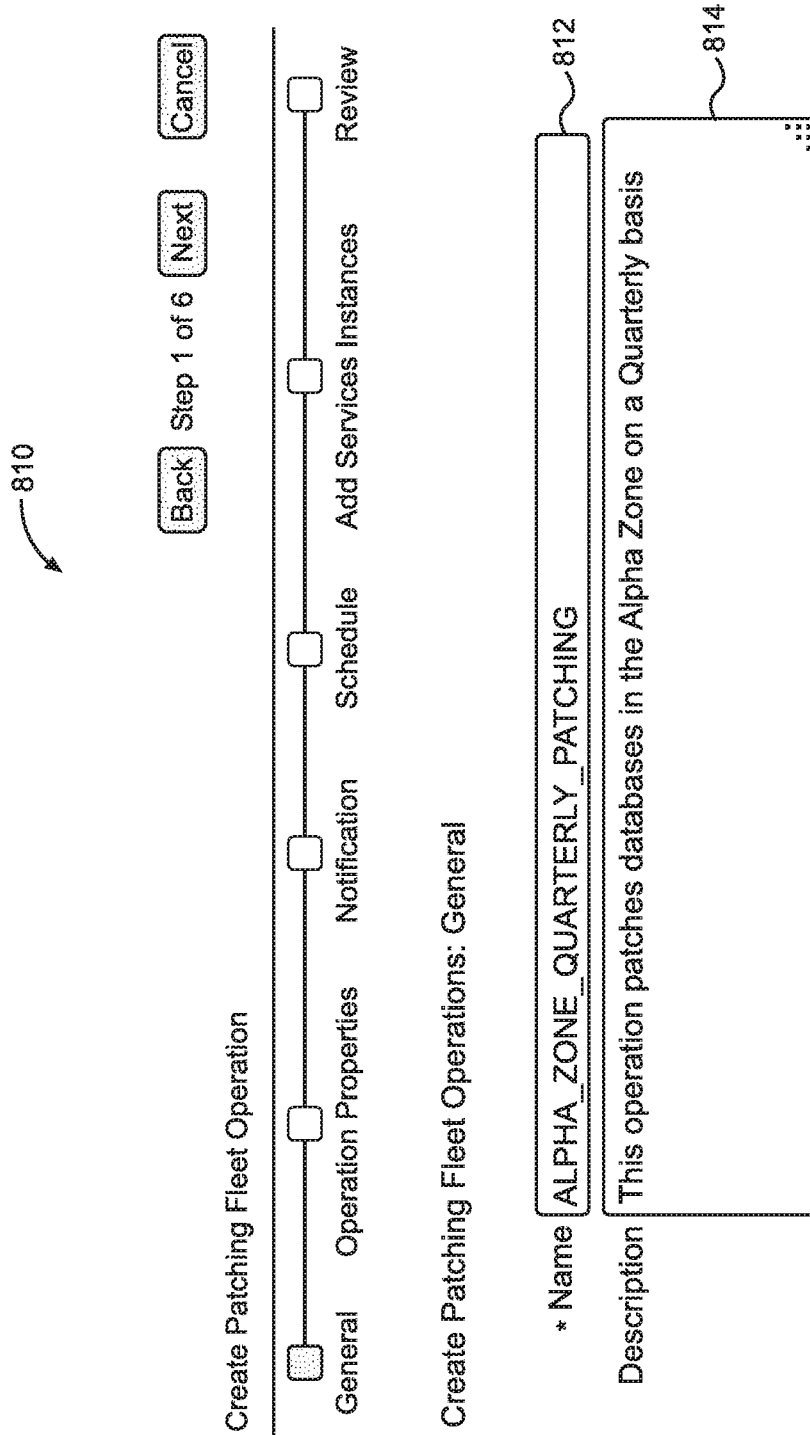 810
Create Patching Fleet Operation
Back Step 1 of 6 Next Cancel
General Operation Properties Notification Schedule Add Services Instances Review
Create Patching Fleet Operations: General
* Name ALPHA_ZONE_QUARTERLY_PATCHING 812
Description This operation patches databases in the Alpha Zone on a Quarterly basis
814